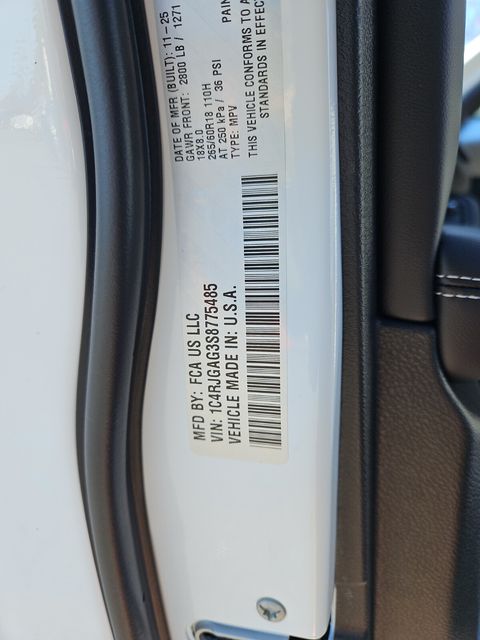 MFD BY: FCA US LLC
VIN: 1C4RJGAG3S8775485
VEHICLE MADE IN: U.S.A.
DATE OF MFR (BUILT): 11-25
GAWR FRONT: 2800 LB / 1271
18X8.0
265/60R18 110H
AT 250 kPa / 36 PSI
TYPE: MPV
PAIN
THIS VEHICLE CONFORMS TO A
STANDARDS IN EFFECT